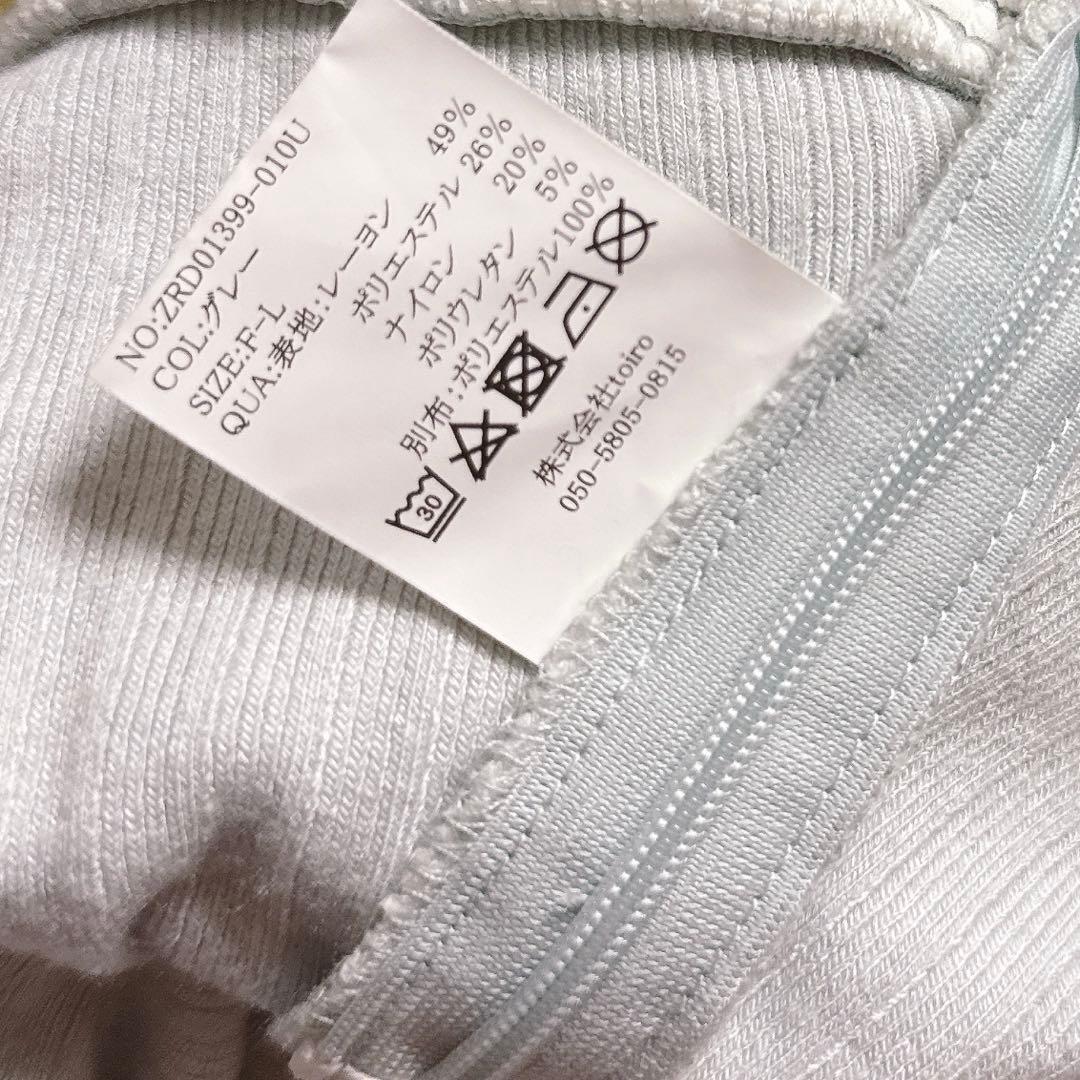 NO:ZRD01399-010U
COL:グレー
SIZE:F-L
QUA:表地:レーヨン 49%
ポリエステル 26%
ナイロン 20%
ポリウレタン 5%
別布:ポリエステル100%
30
株式会社toiro
050-5805-0815